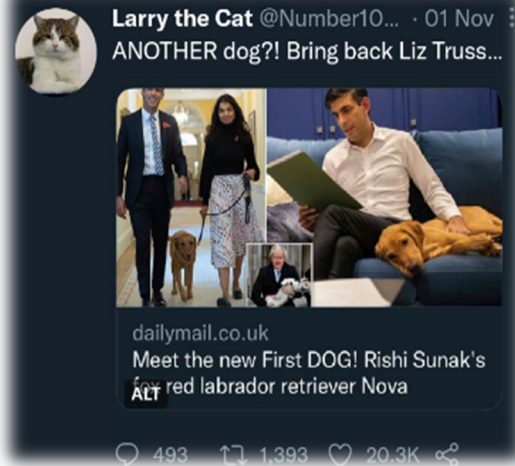 Larry the Cat @Number10... · 01 Nov
ANOTHER dog?! Bring back Liz Truss...
dailymail.co.uk
Meet the new First DOG! Rishi Sunak's
fox red labrador retriever Nova
ALT
493 1,393 20.3K